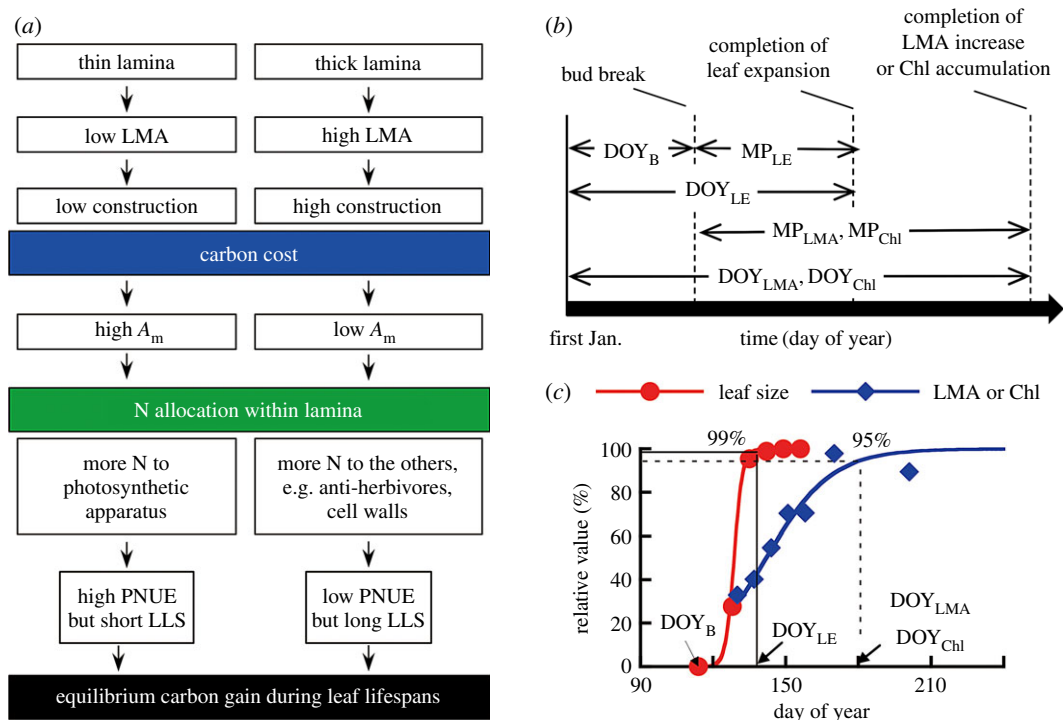 (a)
thin lamina
thick lamina
low LMA
high LMA
low construction
high construction
carbon cost
high Am
low Am
N allocation within lamina
more N to
photosynthetic
apparatus
more N to the others,
e.g. anti-herbivores,
cell walls
high PNUE
but short LLS
low PNUE
but long LLS
equilibrium carbon gain during leaf lifespans
(b)
bud break
completion of
leaf expansion
completion of
LMA increase
or Chl accumulation
DOYB
MPLE
DOYLE
MPLMA, MPChl
DOYLMA, DOYChl
first Jan.
time (day of year)
(c)
leaf size
LMA or Chl
relative value (%)
100
80
60
40
20
0
99%
95%
DOYB
DOYLE
DOYLMA
DOYChl
90
150
210
day of year